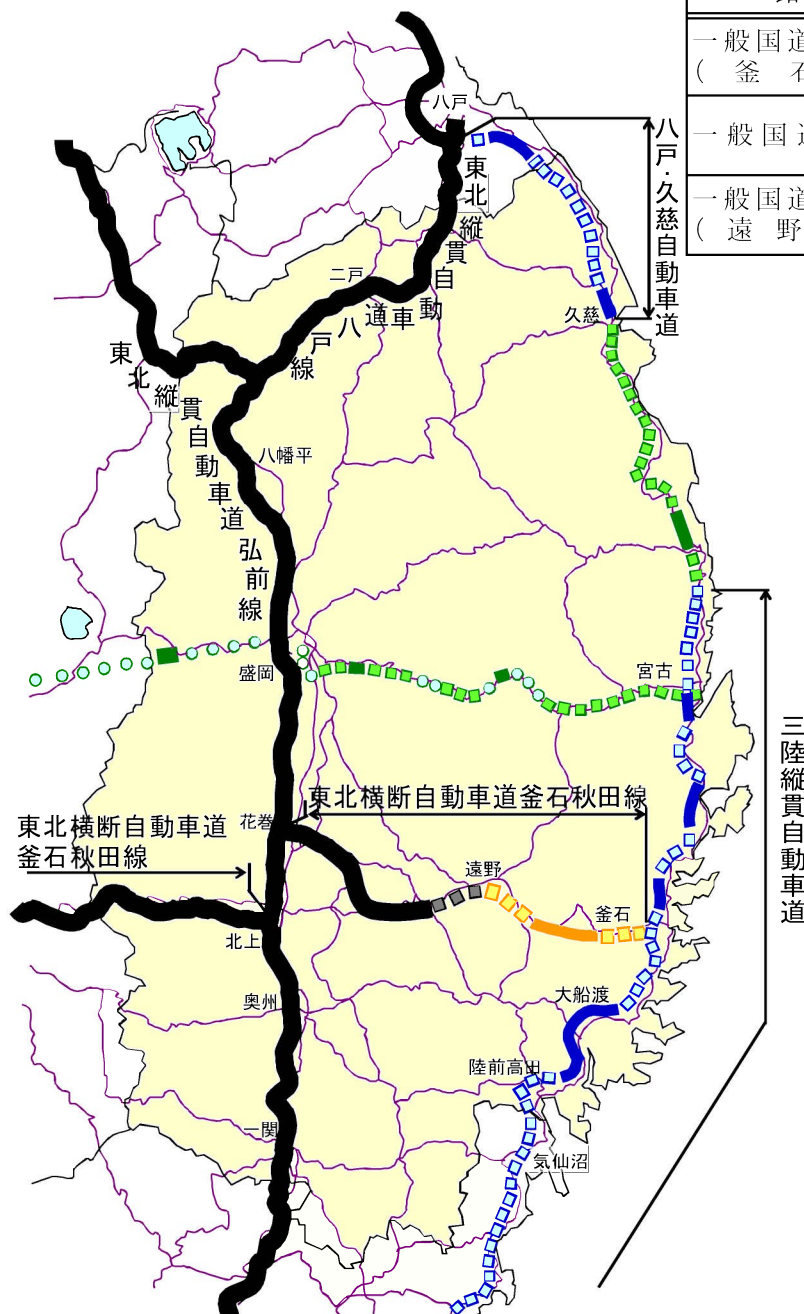 一般国道
( 釜 石
一般国道
一般国道
( 遠 野
八戸
八戸・久慈自動車道
東北縦貫自動車道八戸線
二戸
久慈
東北縦貫自動車道弘前線
八幡平
盛岡
宮古
三陸縦貫自動車道
東北横断自動車道釜石秋田線
花巻
東北横断自動車道
釜石秋田線
遠野
釜石
北上
大船渡
奥州
陸前高田
一関
気仙沼